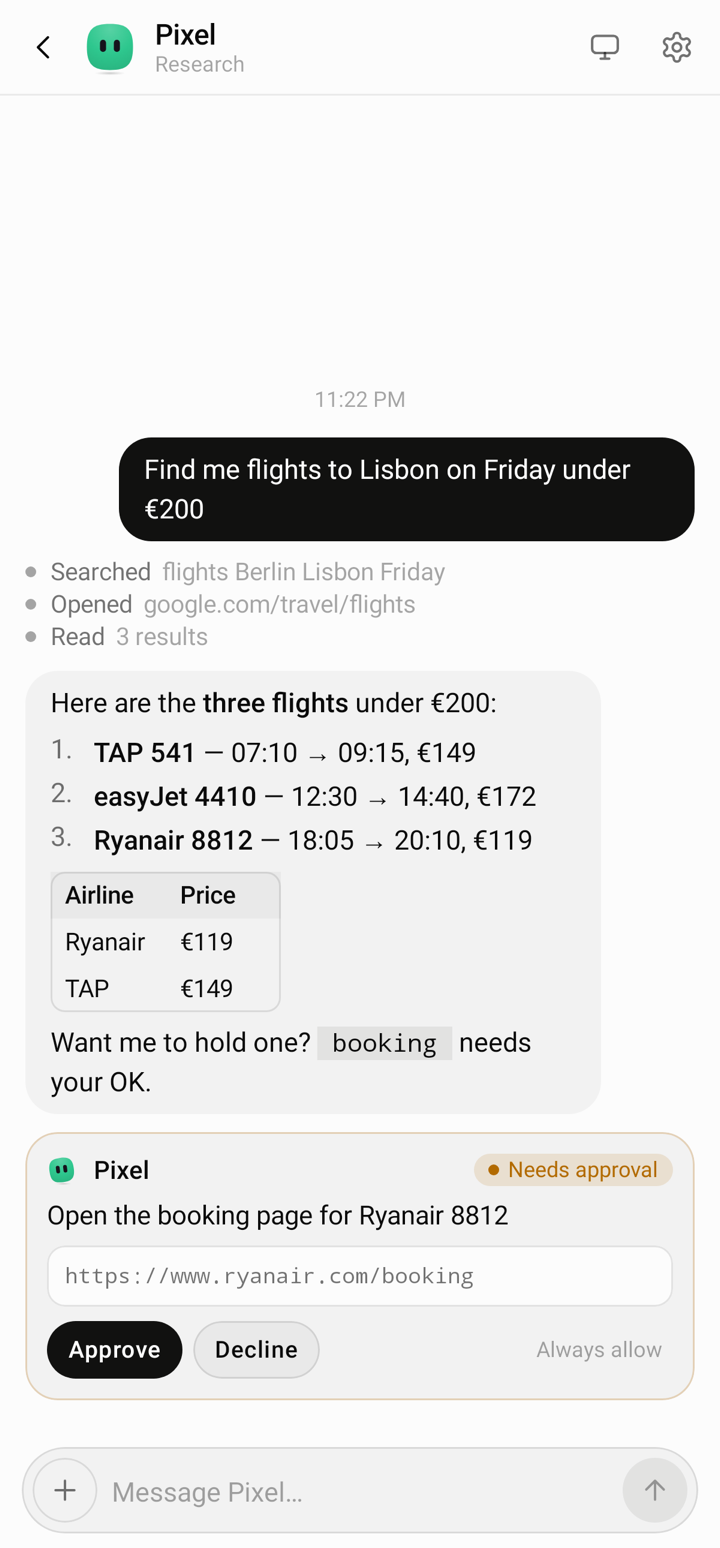 Pixel
Research
11:22 PM
Find me flights to Lisbon on Friday under
€200
Searched flights Berlin Lisbon Friday
Opened google.com/travel/flights
Read 3 results
Here are the three flights under €200:
1. TAP 541 — 07:10 → 09:15, €149
2. easyJet 4410 — 12:30 → 14:40, €172
3. Ryanair 8812 — 18:05 → 20:10, €119
Airline Price
Ryanair €119
TAP €149
Want me to hold one? booking needs
your OK.
Pixel Needs approval
Open the booking page for Ryanair 8812
https://www.ryanair.com/booking
Approve Decline Always allow
Message Pixel…